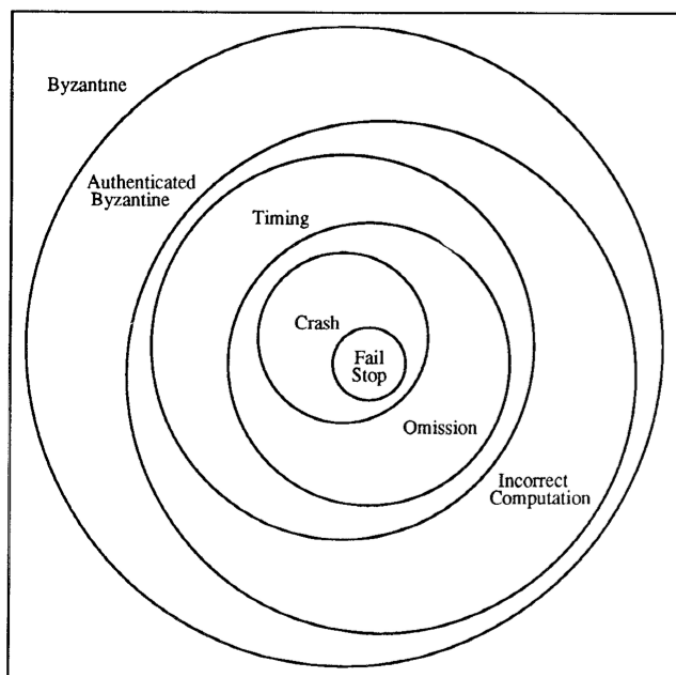 Byzantine
Authenticated
Byzantine
Timing
Crash
Fail
Stop
Omission
Incorrect
Computation